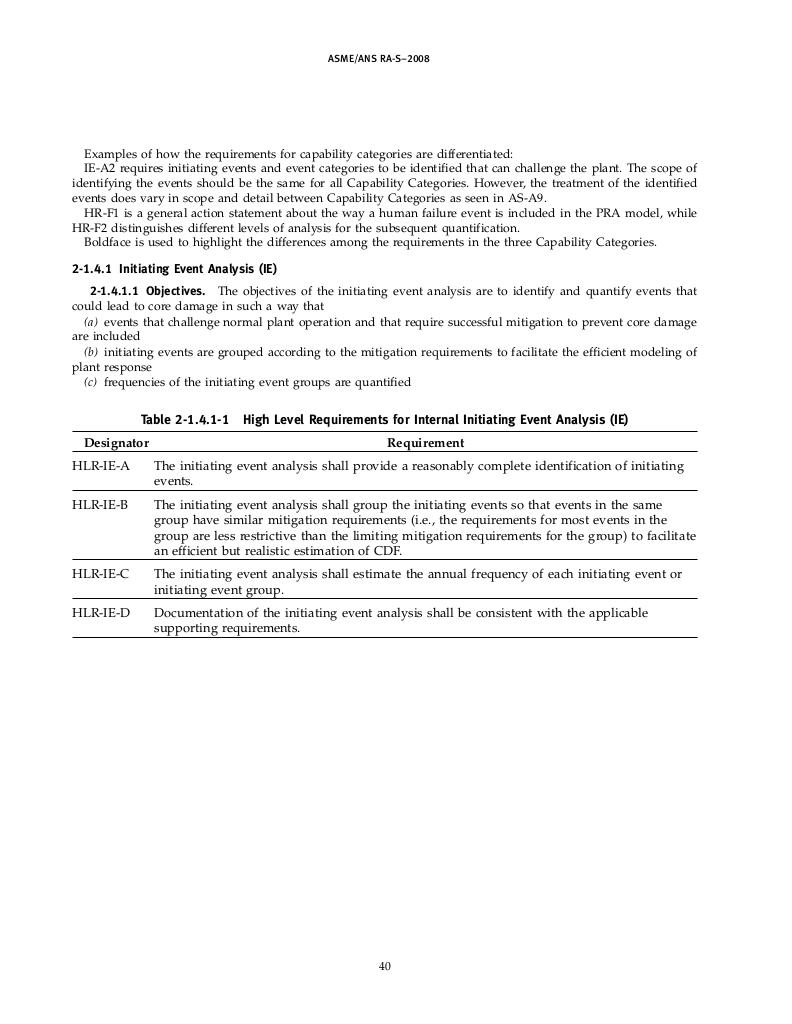 ASME/ANS RA-S–2008
Examples of how the requirements for capability categories are differentiated:
IE-A2 requires initiating events and event categories to be identified that can challenge the plant. The scope of
identifying the events should be the same for all Capability Categories. However, the treatment of the identified
events does vary in scope and detail between Capability Categories as seen in AS-A9.
HR-F1 is a general action statement about the way a human failure event is included in the PRA model, while
HR-F2 distinguishes different levels of analysis for the subsequent quantification.
Boldface is used to highlight the differences among the requirements in the three Capability Categories.
2-1.4.1 Initiating Event Analysis (IE)
2-1.4.1.1 Objectives. The objectives of the initiating event analysis are to identify and quantify events that
could lead to core damage in such a way that
(a) events that challenge normal plant operation and that require successful mitigation to prevent core damage
are included
(b) initiating events are grouped according to the mitigation requirements to facilitate the efficient modeling of
plant response
(c) frequencies of the initiating event groups are quantified
Table 2-1.4.1-1 High Level Requirements for Internal Initiating Event Analysis (IE)
Designator Requirement
HLR-IE-A The initiating event analysis shall provide a reasonably complete identification of initiating
events.
HLR-IE-B The initiating event analysis shall group the initiating events so that events in the same
group have similar mitigation requirements (i.e., the requirements for most events in the
group are less restrictive than the limiting mitigation requirements for the group) to facilitate
an efficient but realistic estimation of CDF.
HLR-IE-C The initiating event analysis shall estimate the annual frequency of each initiating event or
initiating event group.
HLR-IE-D Documentation of the initiating event analysis shall be consistent with the applicable
supporting requirements.
40